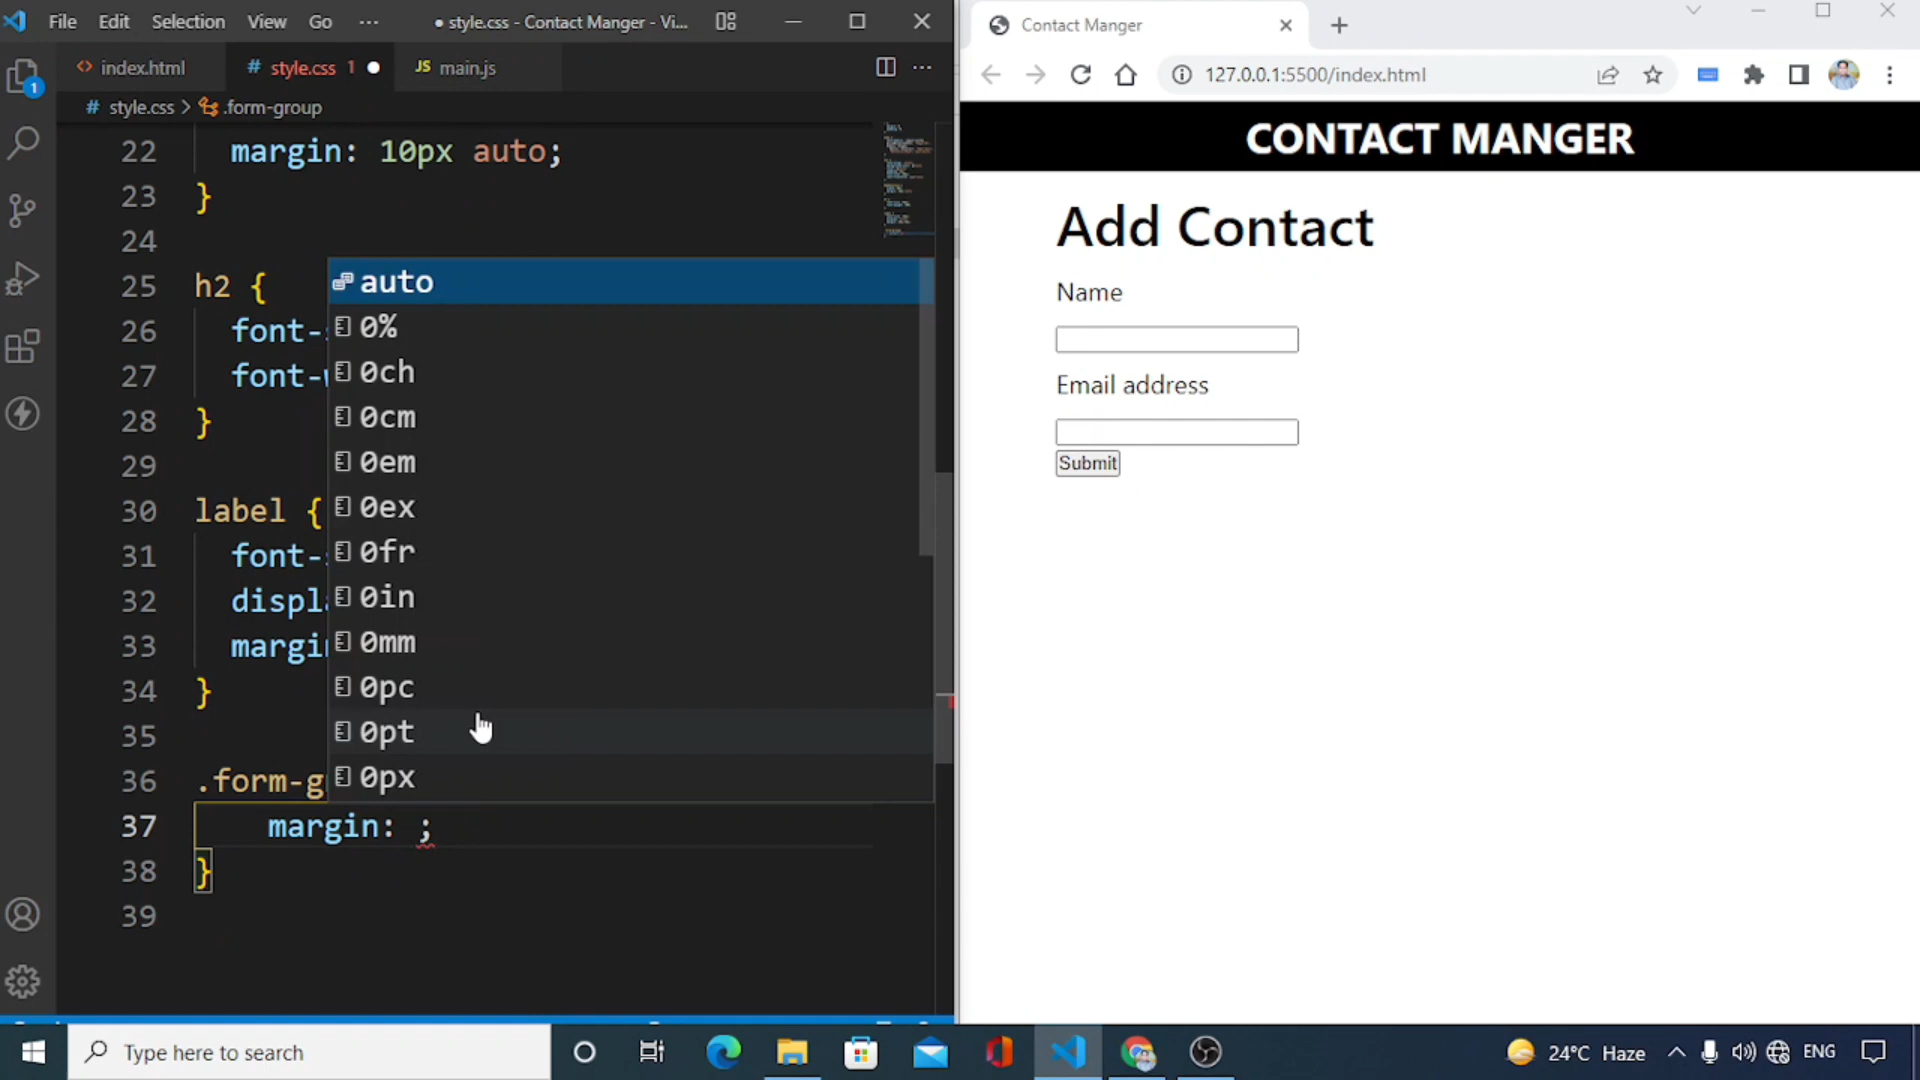 File Edit Selection View Go ··· ● style.css - Contact Manger - Vi...
index.html # style.css 1 ● JS main.js ···
# style.css > .form-group
22 margin: 10px auto;
23 }
24
25 h2 {
26 font-
27 font-
28 }
29
30 label {
31 font-
32 displ
33 margi
34 }
35
36 .form-g
37 margin: ;
38 }
39
auto
0%
0ch
0cm
0em
0ex
0fr
0in
0mm
0pc
0pt
0px
1
Contact Manger
127.0.0.1:5500/index.html
CONTACT MANGER
Add Contact
Name
Email address
Submit
Type here to search
24°C Haze ENG